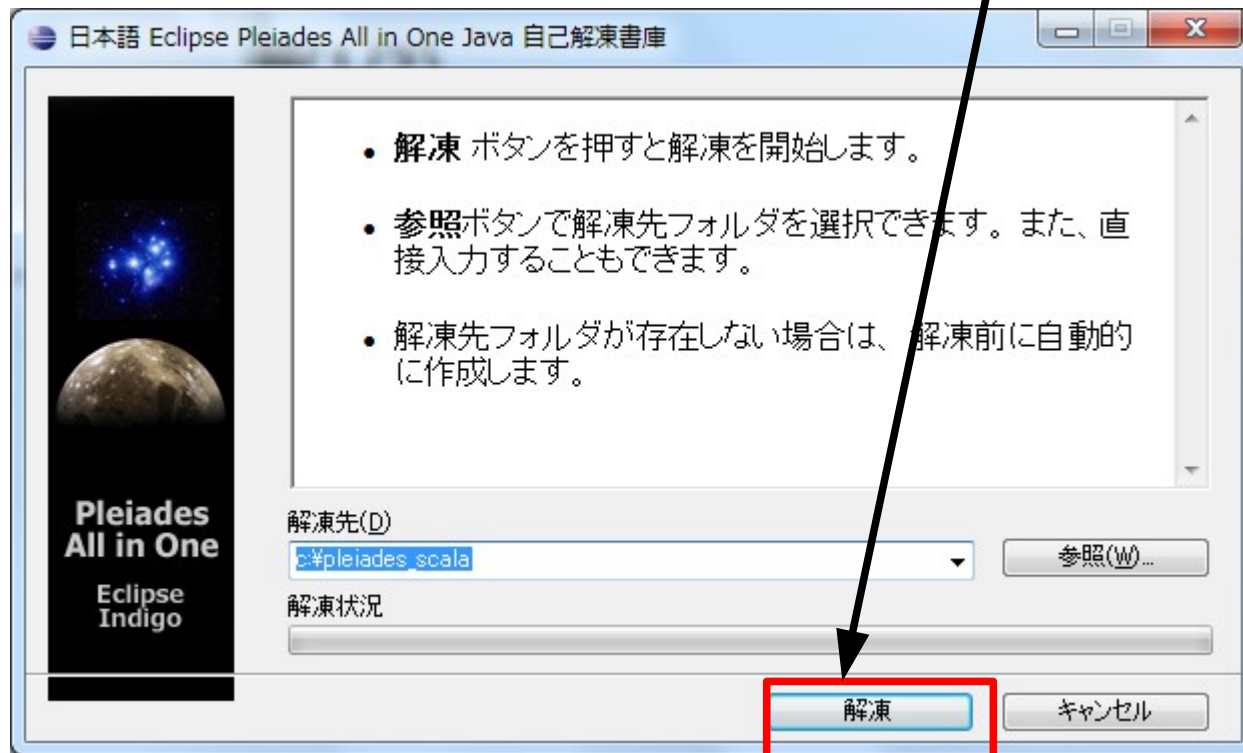 日本語 Eclipse Pleiades All in One Java 自己解凍書庫
• 解凍 ボタンを押すと解凍を開始します。
• 参照ボタンで解凍先フォルダを選択できます。また、直
接入力することもできます。
• 解凍先フォルダが存在しない場合は、解凍前に自動的
に作成します。
Pleiades
All in One
Eclipse
Indigo
解凍先(D)
c:¥pleiades_scala
参照(W)...
解凍状況
解凍
キャンセル